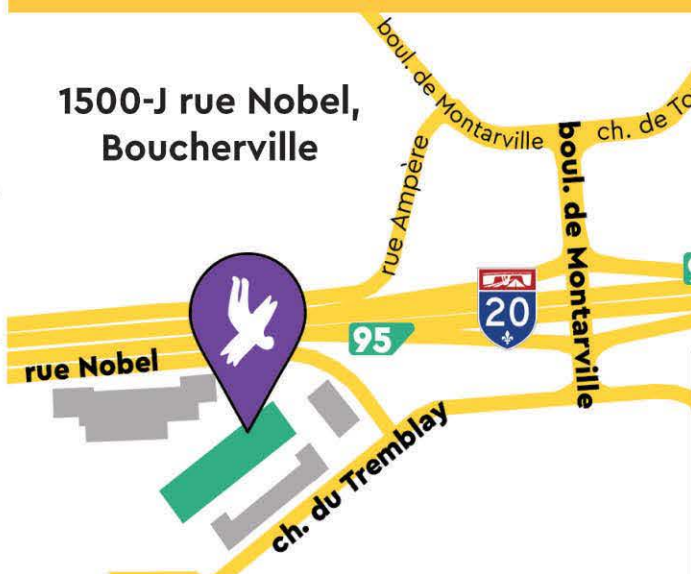 1500-J rue Nobel,
Boucherville
boul. de Montarville
ch. de To
rue Ampère
boul. de Montarville
20
95
rue Nobel
ch. du Tremblay